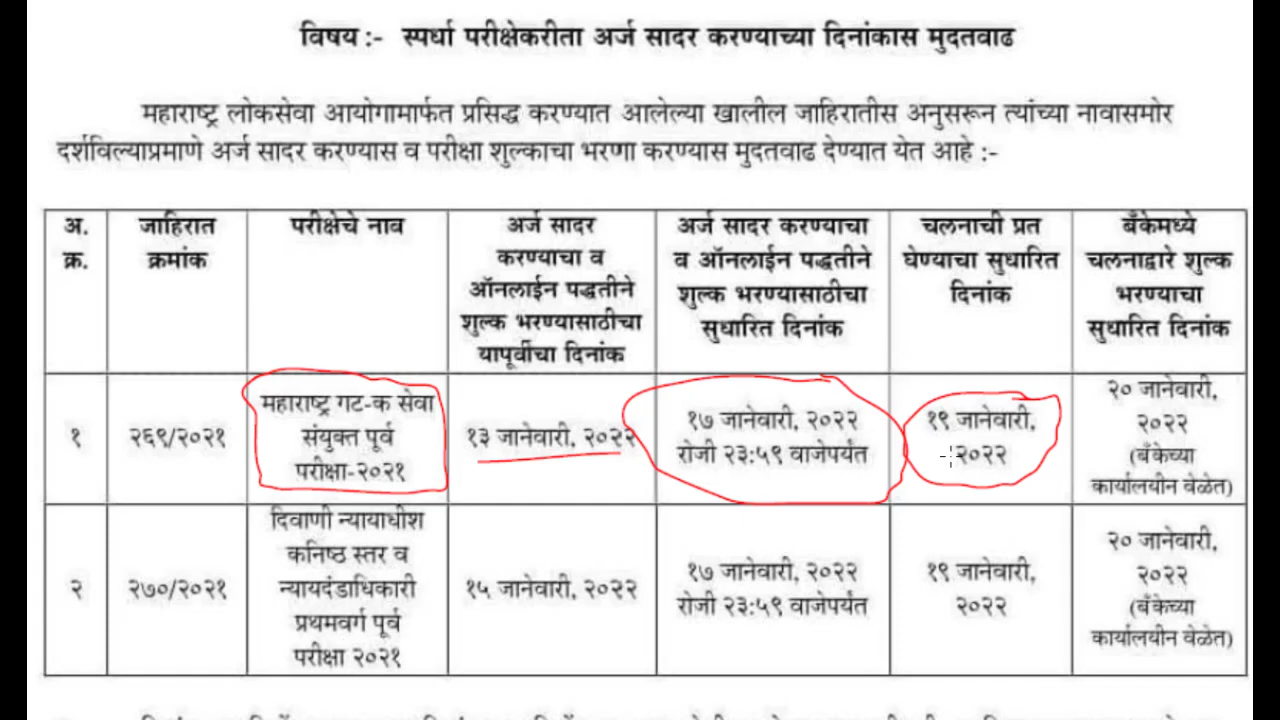 विषय :- स्पर्धा परीक्षेकरीता अर्ज सादर करण्याच्या दिनांकास मुदतवाढ
महाराष्ट्र लोकसेवा आयोगामार्फत प्रसिद्ध करण्यात आलेल्या खालील जाहिरातीस अनुसरून त्यांच्या नावासमोर
दर्शविल्याप्रमाणे अर्ज सादर करण्यास व परीक्षा शुल्काचा भरणा करण्यास मुदतवाढ देण्यात येत आहे :-
अ.
क्र.
जाहिरात
क्रमांक
परीक्षेचे नाव
अर्ज सादर
करण्याचा व
ऑनलाईन पद्धतीने
शुल्क भरण्यासाठीचा
यापूर्वीचा दिनांक
अर्ज सादर करण्याचा
व ऑनलाईन पद्धतीने
शुल्क भरण्यासाठीचा
सुधारित दिनांक
चलनाची प्रत
घेण्याचा सुधारित
दिनांक
बँकेमध्ये
चलनाद्वारे शुल्क
भरण्याचा
सुधारित दिनांक
१
२६९/२०२१
महाराष्ट्र गट-क सेवा
संयुक्त पूर्व
परीक्षा-२०२१
१३ जानेवारी, २०२२
१७ जानेवारी, २०२२
रोजी २३:५९ वाजेपर्यंत
१९ जानेवारी,
२०२२
२० जानेवारी,
२०२२
(बँकेच्या
कार्यालयीन वेळेत)
२
२७०/२०२१
दिवाणी न्यायाधीश
कनिष्ठ स्तर व
न्यायदंडाधिकारी
प्रथमवर्ग पूर्व
परीक्षा २०२१
१५ जानेवारी, २०२२
१७ जानेवारी, २०२२
रोजी २३:५९ वाजेपर्यंत
१९ जानेवारी,
२०२२
२० जानेवारी,
२०२२
(बँकेच्या
कार्यालयीन वेळेत)